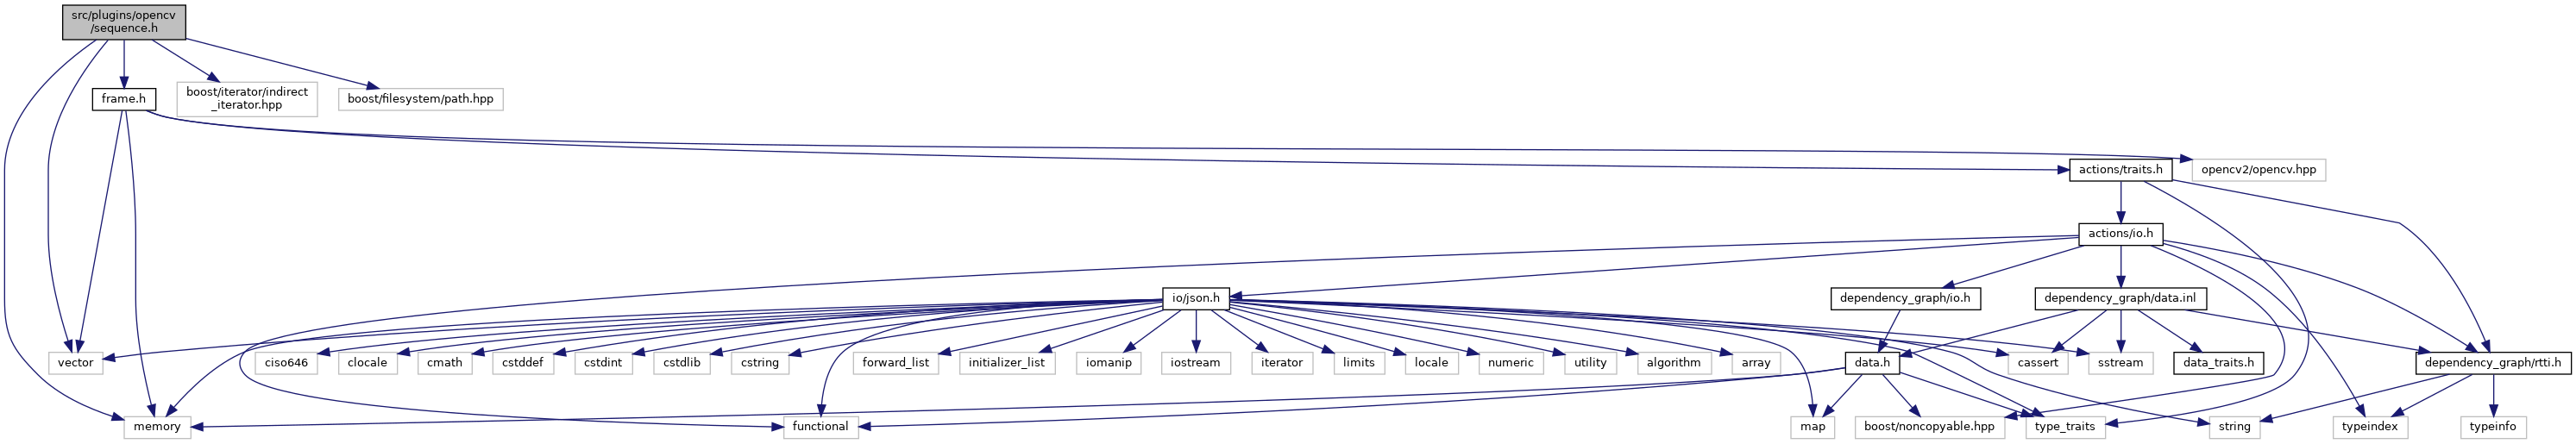 src/plugins/opencv
/sequence.h
frame.h
boost/iterator/indirect
_iterator.hpp
boost/filesystem/path.hpp
actions/traits.h
opencv2/opencv.hpp
actions/io.h
io/json.h
dependency_graph/io.h
dependency_graph/data.inl
vector
ciso646
clocale
cmath
cstddef
cstdint
cstdlib
cstring
forward_list
initializer_list
iomanip
iostream
iterator
limits
locale
numeric
utility
algorithm
array
data.h
cassert
sstream
data_traits.h
dependency_graph/rtti.h
memory
functional
map
boost/noncopyable.hpp
type_traits
string
typeindex
typeinfo